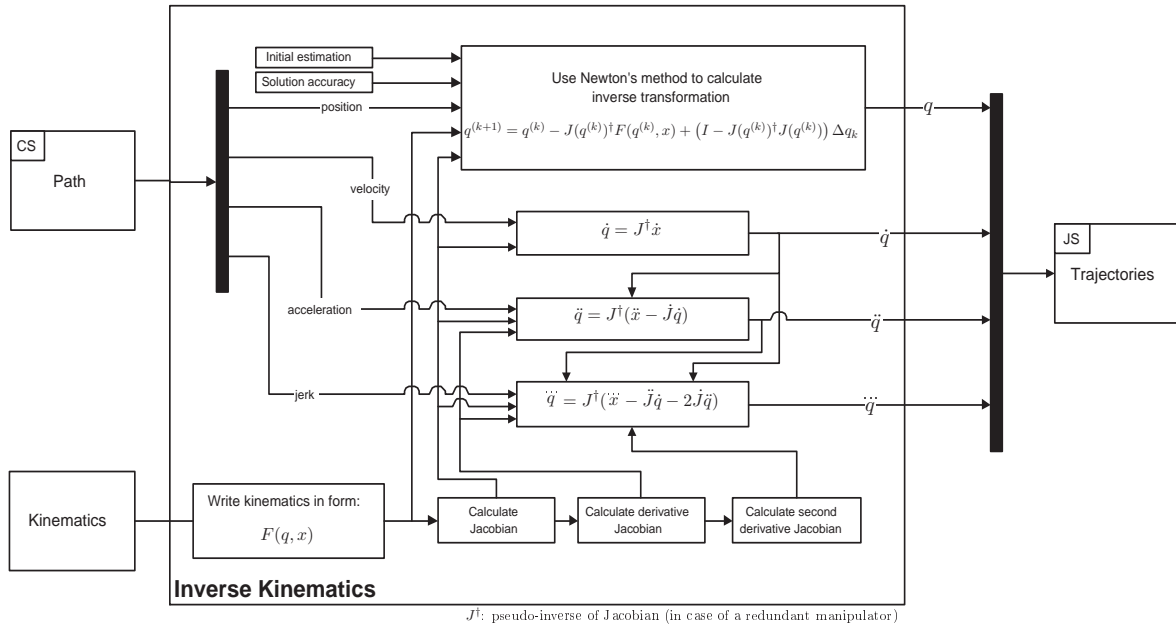 Initial estimation
Solution accuracy
Use Newton's method to calculate
inverse transformation
q^{(k+1)} = q^{(k)} − J(q^{(k)})^†F(q^{(k)}, x) + (I − J(q^{(k)})^†J(q^{(k)})) Δq_k
position
q
CS
Path
velocity
q̇ = J^†ẋ
q̇
JS
Trajectories
acceleration
q̈ = J^†(ẍ − J̇q̇)
q̈
jerk
q⃛ = J^†(x⃛ − J̈q̇ − 2J̇q̈)
q⃛
Kinematics
Write kinematics in form:
F(q, x)
Calculate
Jacobian
Calculate derivative
Jacobian
Calculate second
derivative Jacobian
Inverse Kinematics
J^†: pseudo-inverse of Jacobian (in case of a redundant manipulator)